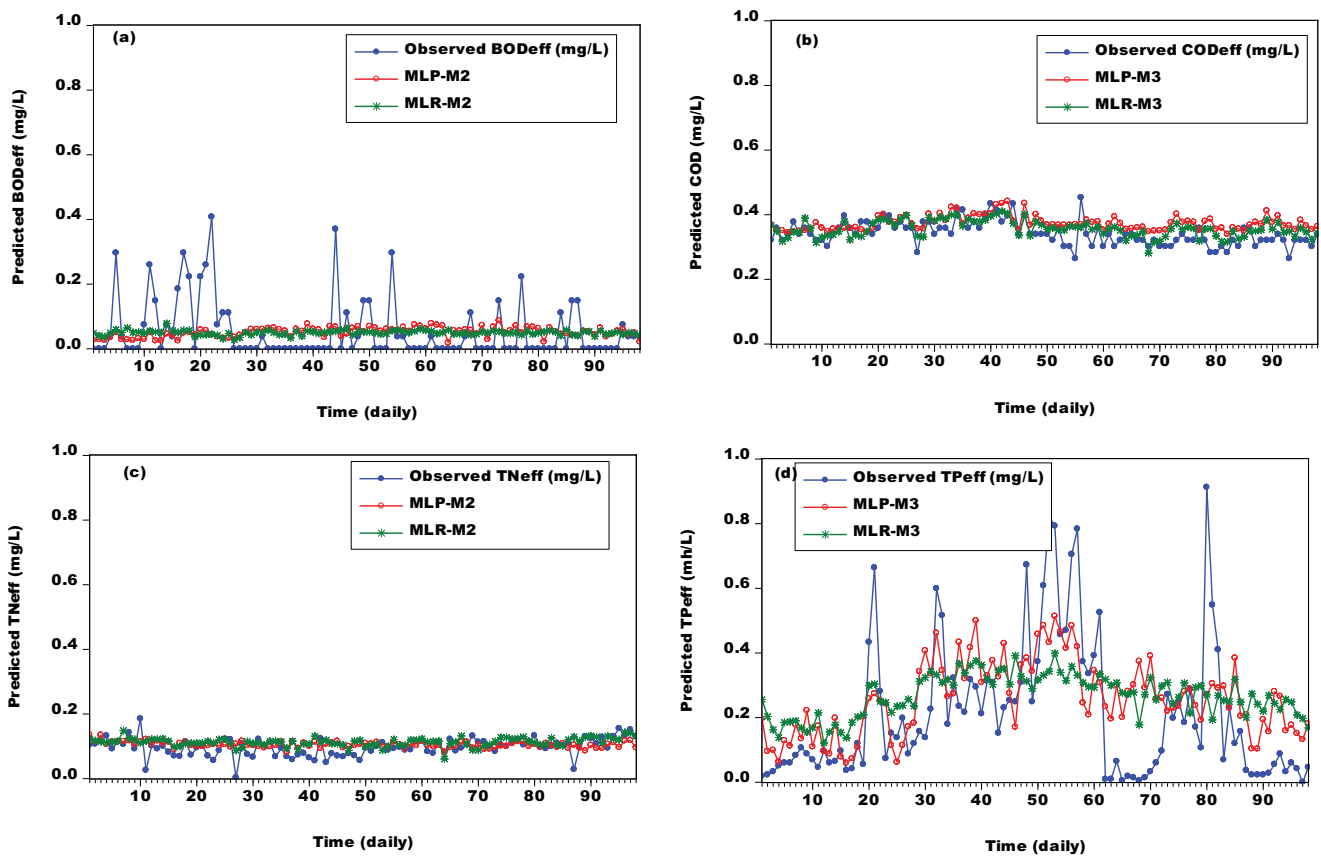 (a)
Observed BODeff (mg/L)
MLP-M2
MLR-M2
Predicted BODeff (mg/L)
1.0
0.8
0.6
0.4
0.2
0.0
10 20 30 40 50 60 70 80 90
Time (daily)
(b)
Observed CODeff (mg/L)
MLP-M3
MLR-M3
Predicted COD (mg/L)
1.0
0.8
0.6
0.4
0.2
0.0
10 20 30 40 50 60 70 80 90
Time (daily)
(c)
Observed TNeff (mg/L)
MLP-M2
MLR-M2
Predicted TNeff (mg/L)
1.0
0.8
0.6
0.4
0.2
0.0
10 20 30 40 50 60 70 80 90
Time (daily)
(d)
Observed TPeff (mg/L)
MLP-M3
MLR-M3
Predicted TPeff (mh/L)
1.0
0.8
0.6
0.4
0.2
0.0
10 20 30 40 50 60 70 80 90
Time (daily)